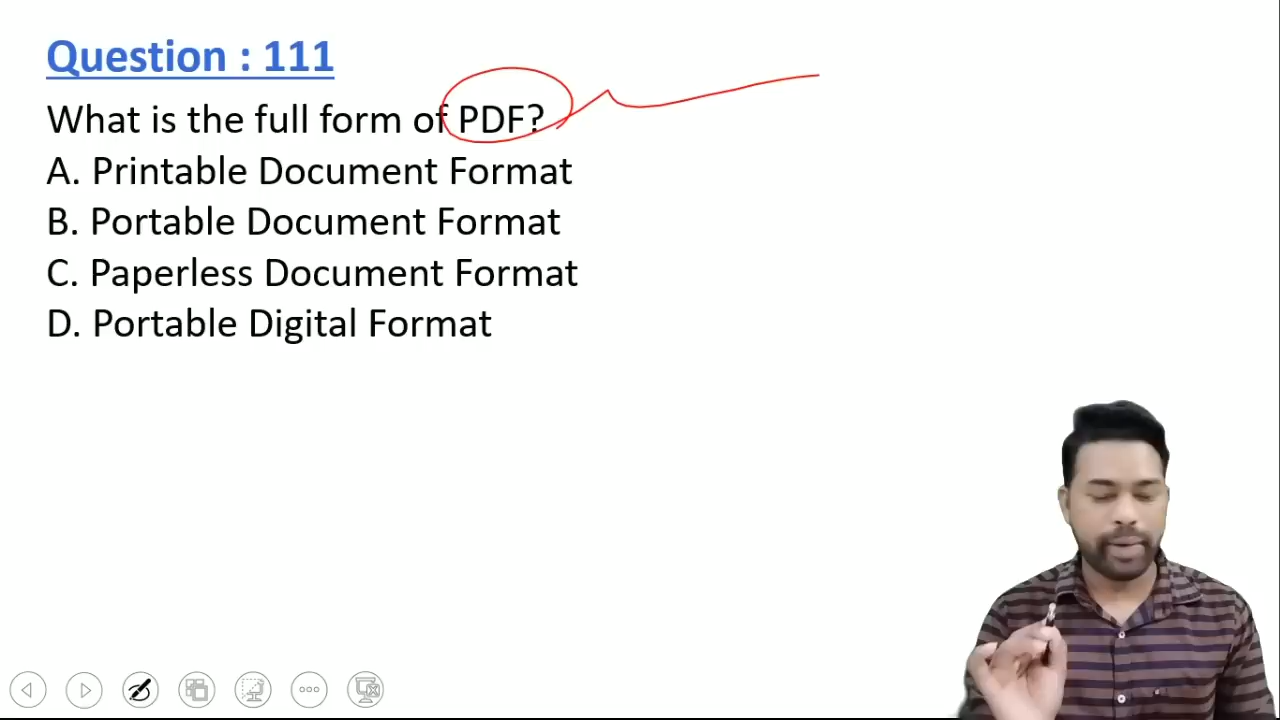 Question : 111
What is the full form of PDF?
A. Printable Document Format
B. Portable Document Format
C. Paperless Document Format
D. Portable Digital Format